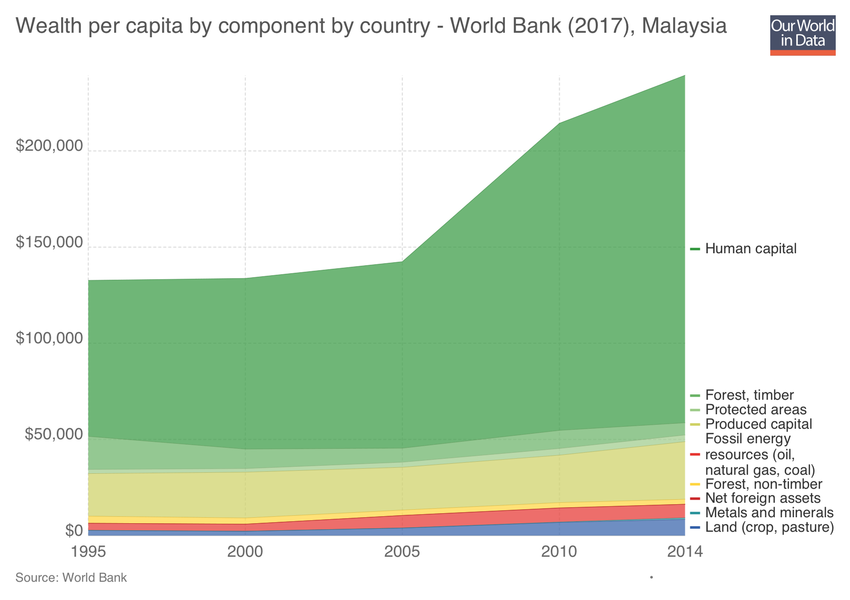 Wealth per capita by component by country - World Bank (2017), Malaysia
Our World
in Data
$200,000
$150,000
$100,000
$50,000
$0
Human capital
Forest, timber
Protected areas
Produced capital
Fossil energy
resources (oil,
natural gas, coal)
Forest, non-timber
Net foreign assets
Metals and minerals
Land (crop, pasture)
1995
2000
2005
2010
2014
Source: World Bank